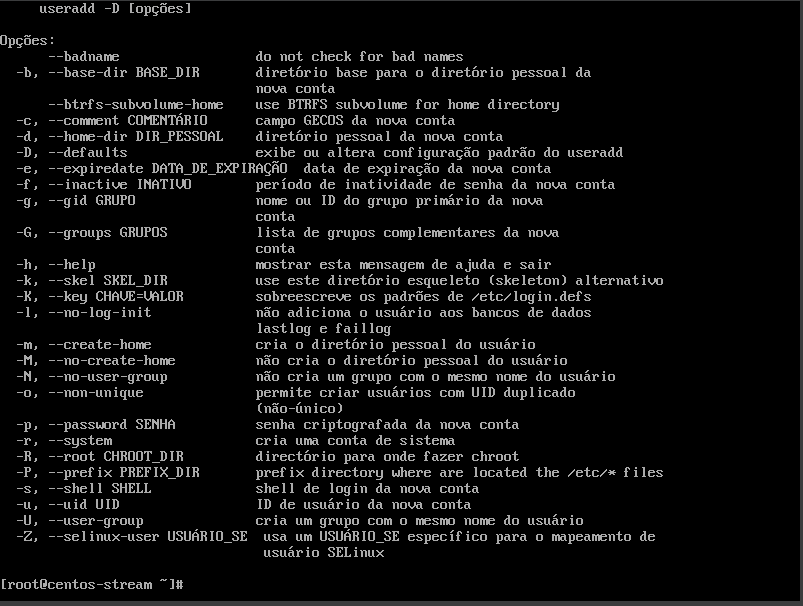 useradd -D [opções]
Opções:
--badname do not check for bad names
-b, --base-dir BASE_DIR diretório base para o diretório pessoal da
nova conta
--btrfs-subvolume-home use BTRFS subvolume for home directory
-c, --comment COMENTÁRIO campo GECOS da nova conta
-d, --home-dir DIR_PESSOAL diretório pessoal da nova conta
-D, --defaults exibe ou altera configuração padrão do useradd
-e, --expiredate DATA_DE_EXPIRAÇÃO data de expiração da nova conta
-f, --inactive INATIVO período de inatividade de senha da nova conta
-g, --gid GRUPO nome ou ID do grupo primário da nova
conta
-G, --groups GRUPOS lista de grupos complementares da nova
conta
-h, --help mostrar esta mensagem de ajuda e sair
-k, --skel SKEL_DIR use este diretório esqueleto (skeleton) alternativo
-K, --key CHAVE=VALOR sobreescreve os padrões de /etc/login.defs
-l, --no-log-init não adiciona o usuário aos bancos de dados
lastlog e faillog
-m, --create-home cria o diretório pessoal do usuário
-M, --no-create-home não cria o diretório pessoal do usuário
-N, --no-user-group não cria um grupo com o mesmo nome do usuário
-o, --non-unique permite criar usuários com UID duplicado
(não-único)
-p, --password SENHA senha criptografada da nova conta
-r, --system cria uma conta de sistema
-R, --root CHROOT_DIR directório para onde fazer chroot
-P, --prefix PREFIX_DIR prefix directory where are located the /etc/* files
-s, --shell SHELL shell de login da nova conta
-u, --uid UID ID de usuário da nova conta
-U, --user-group cria um grupo com o mesmo nome do usuário
-Z, --selinux-user USUÁRIO_SE usa um USUÁRIO_SE específico para o mapeamento de
usuário SELinux
[root@centos-stream ~]#